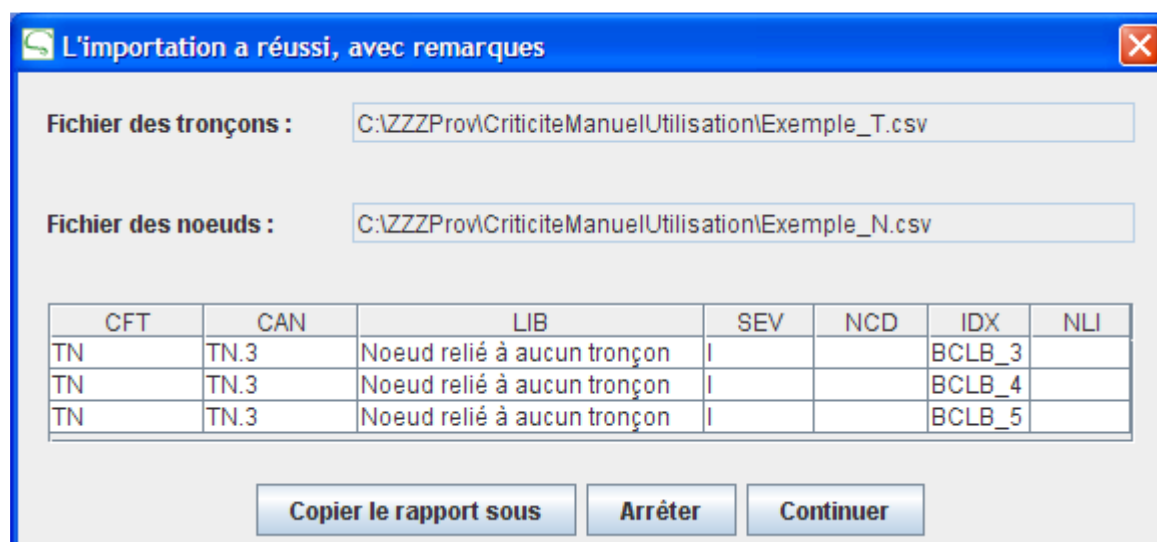 L'importation a réussi, avec remarques
Fichier des tronçons : C:\ZZZProv\CriticiteManuelUtilisation\Exemple_T.csv
Fichier des noeuds : C:\ZZZProv\CriticiteManuelUtilisation\Exemple_N.csv
CFT CAN LIB SEV NCD IDX NLI
TN TN.3 Noeud relié à aucun tronçon I BCLB_3
TN TN.3 Noeud relié à aucun tronçon I BCLB_4
TN TN.3 Noeud relié à aucun tronçon I BCLB_5
Copier le rapport sous Arrêter Continuer